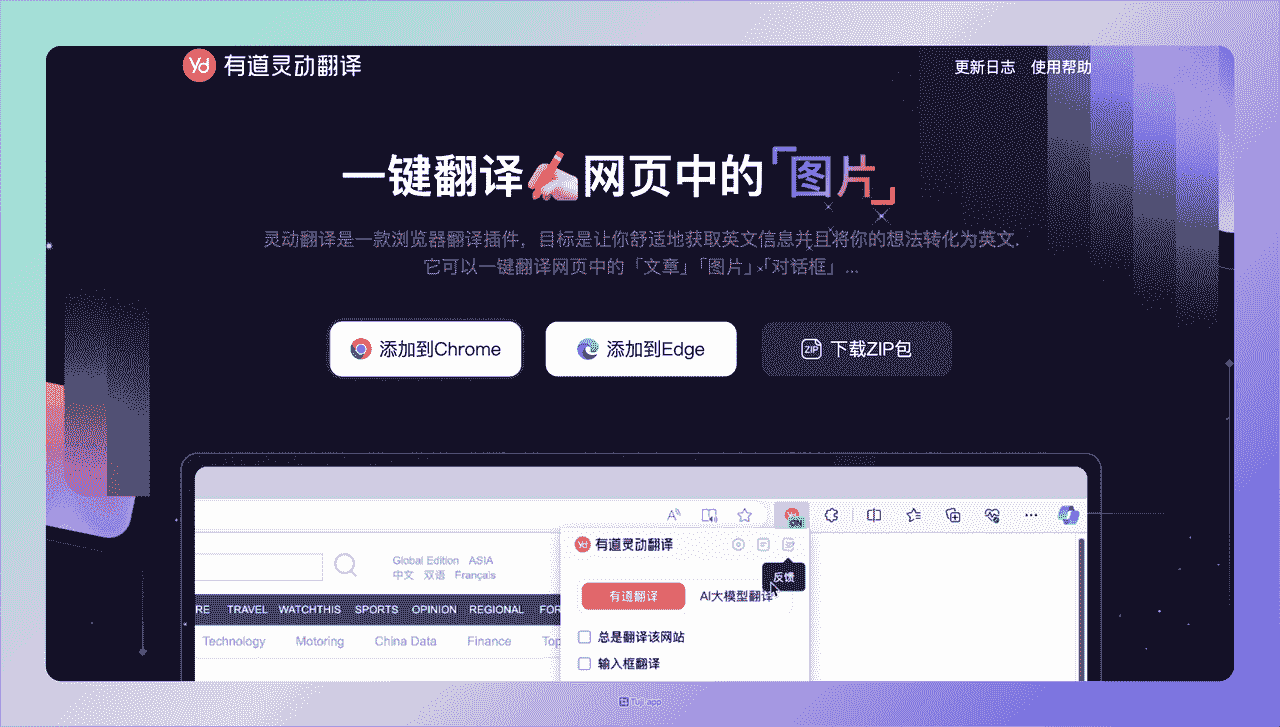 Yd 有道灵动翻译
更新日志 使用帮助
一键翻译 网页中的「图片」
灵动翻译是一款浏览器翻译插件，目标是让你舒适地获取英文信息并且将你的想法转化为英文.
它可以一键翻译网页中的「文章」「图片」「对话框」...
添加到Chrome 添加到Edge ZIP 下载ZIP包
ON
Yd 有道灵动翻译
反馈
Global Edition ASIA
中文 双语 Français
有道翻译 AI大模型翻译
RE TRAVEL WATCHTHIS SPORTS OPINION REGIONAL FOR
总是翻译该网站
Technology Motoring China Data Finance Top
输入框翻译